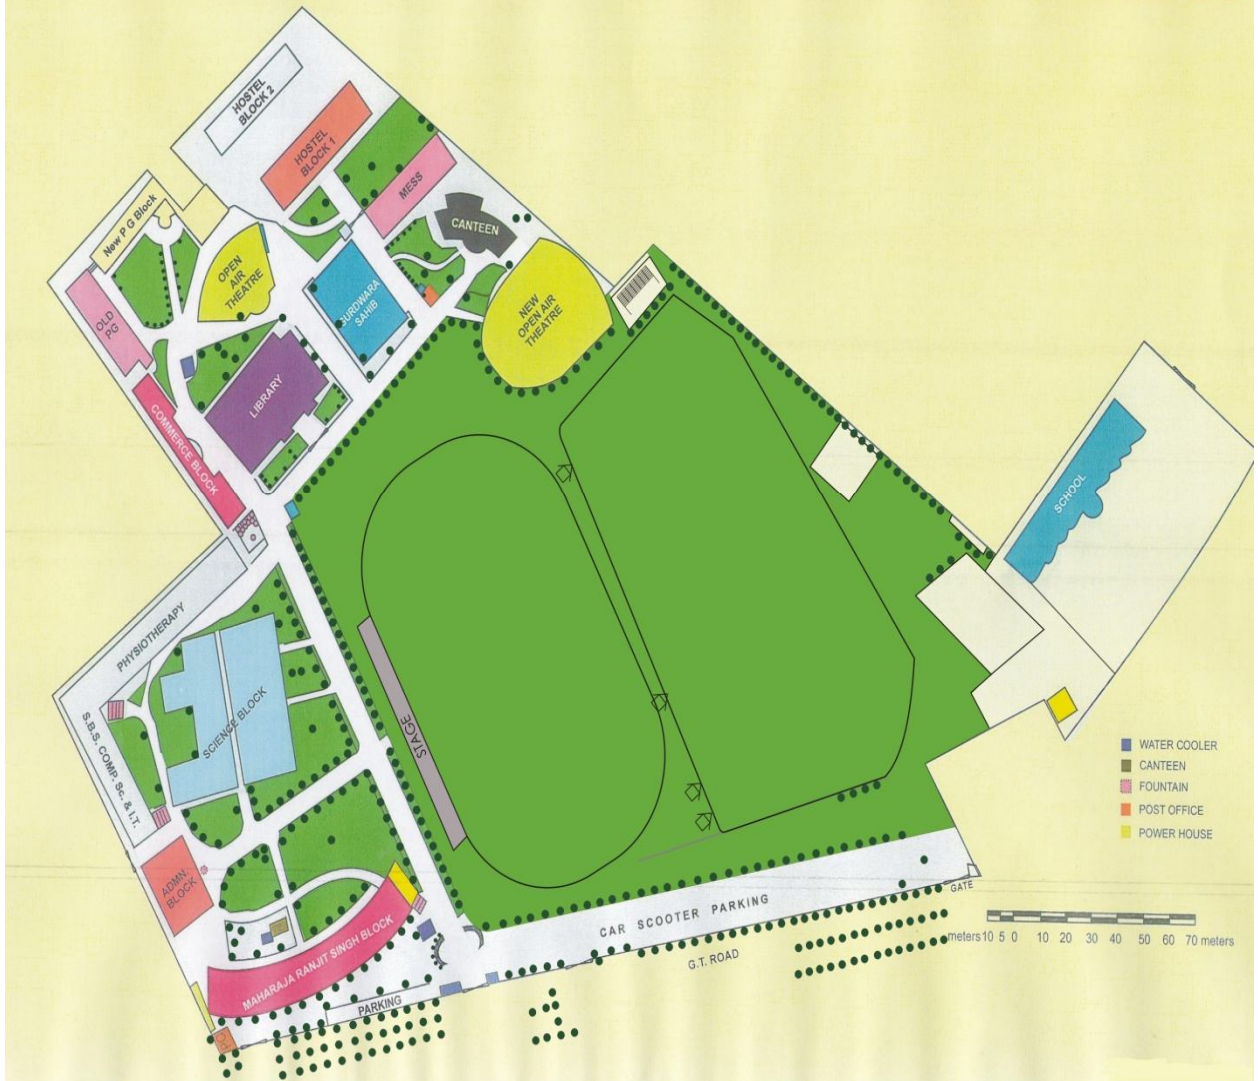 HOSTEL
BLOCK 2
HOSTEL
BLOCK 1
MESS
CANTEEN
New P G Block
OPEN
AIR
THEATRE
GURDWARA
SAHIB
NEW
OPEN AIR
THEATRE
OLD
PG
LIBRARY
COMMERCE BLOCK
SCHOOL
PHYSIOTHERAPY
SCIENCE BLOCK
S.B.S. COMP. Sc. & I.T.
STAGE
ADMN.
BLOCK
MAHARAJA RANJIT SINGH BLOCK
PARKING
CAR SCOOTER PARKING
G.T. ROAD
GATE
WATER COOLER
CANTEEN
FOUNTAIN
POST OFFICE
POWER HOUSE
meters 10 5 0 10 20 30 40 50 60 70 meters